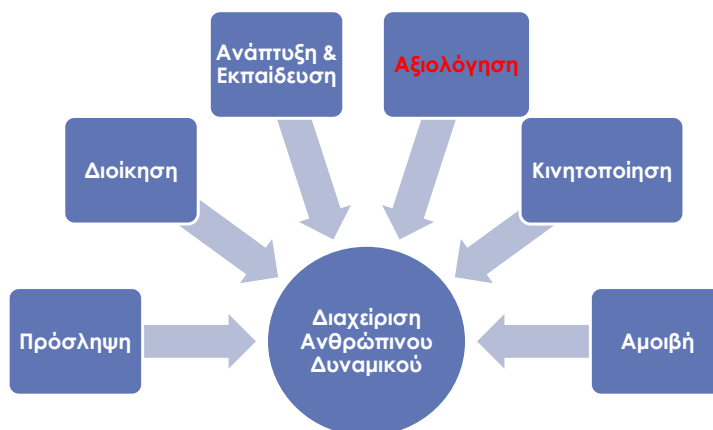 Ανάπτυξη &
Εκπαίδευση
Αξιολόγηση
Διοίκηση
Κινητοποίηση
Πρόσληψη
Διαχείριση
Ανθρώπινου
Δυναμικού
Αμοιβή